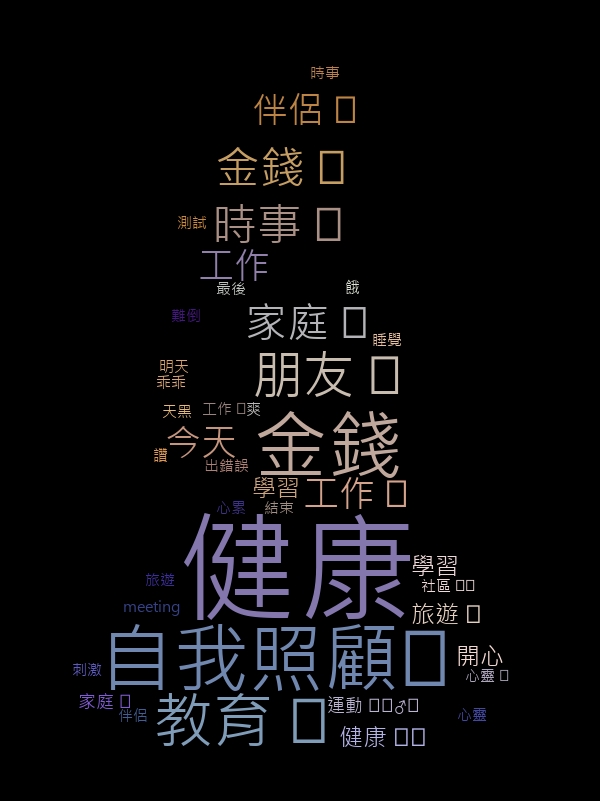 時事
伴侶 □
金錢 □
測試 時事 □
工作
最後 餓
難倒 家庭 □
睡覺
明天 朋友 □
乖乖
天黑 工作 □ 爽
今天 金錢
讚 出錯誤
學習 工作 □
心累 結束
健康
學習
旅遊 社區 □□
meeting 旅遊 □
自我照顧□
開心
刺激 心靈 □
家庭 □ 教育 □ 運動 □□♂□
伴侶 心靈
健康 □□